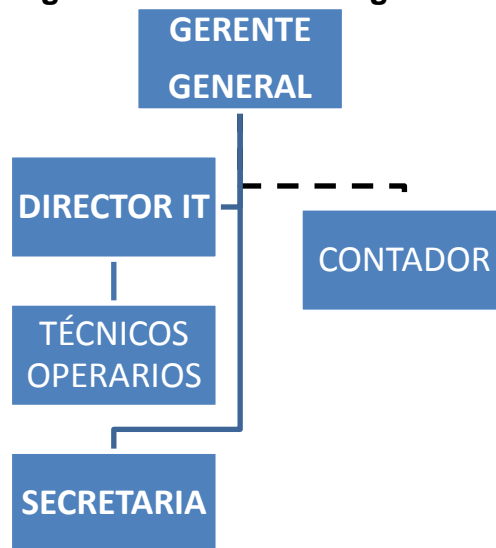 GERENTE
GENERAL
DIRECTOR IT
CONTADOR
TÉCNICOS
OPERARIOS
SECRETARIA